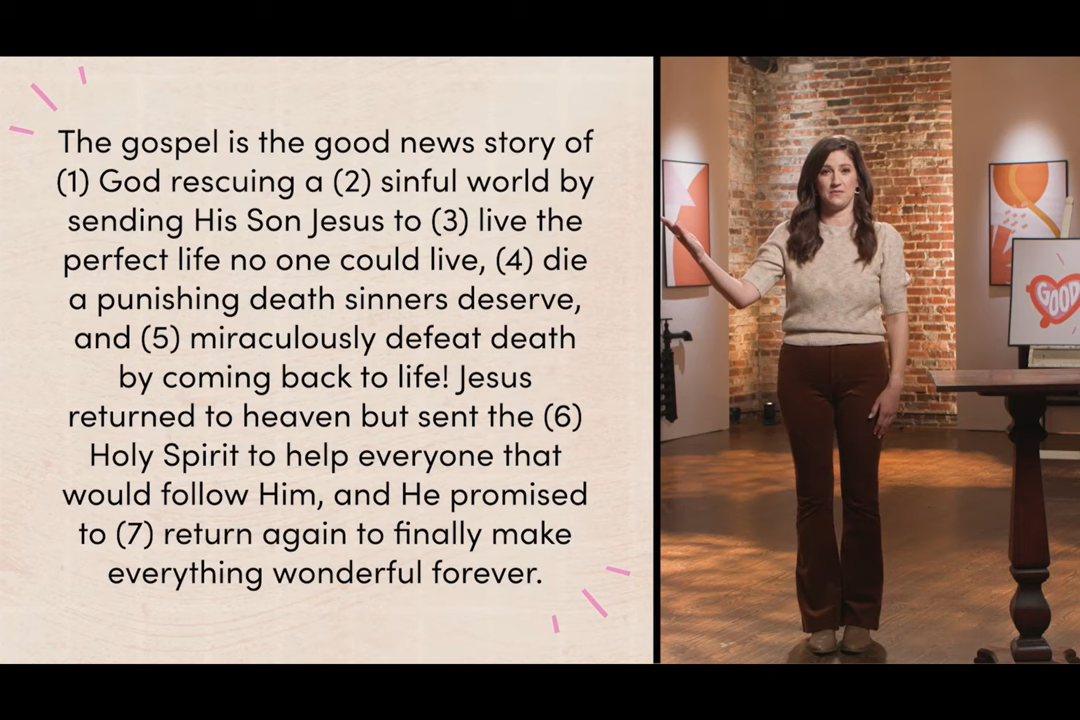 The gospel is the good news story of
(1) God rescuing a (2) sinful world by
sending His Son Jesus to (3) live the
perfect life no one could live, (4) die
a punishing death sinners deserve,
and (5) miraculously defeat death
by coming back to life! Jesus
returned to heaven but sent the (6)
Holy Spirit to help everyone that
would follow Him, and He promised
to (7) return again to finally make
everything wonderful forever.
GOOD